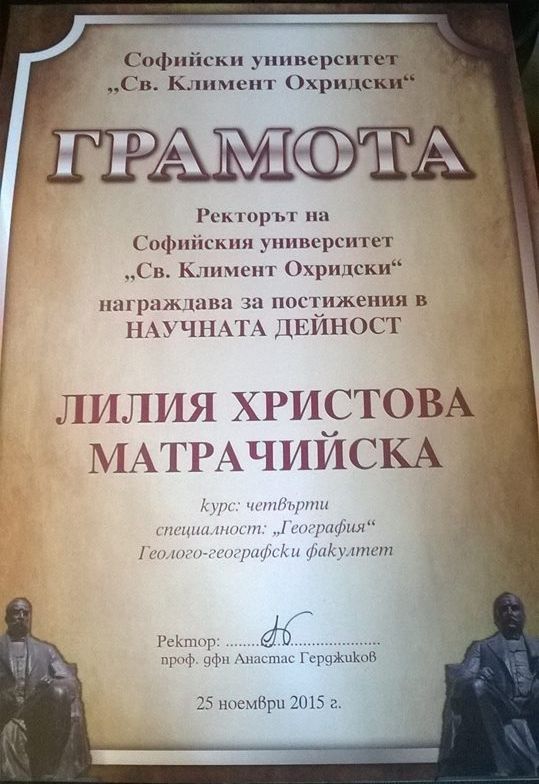 Софийски университет
„Св. Климент Охридски“
ГРАМОТА
Ректорът на
Софийския университет
„Св. Климент Охридски“
награждава за постижения в
НАУЧНАТА ДЕЙНОСТ
ЛИЛИЯ ХРИСТОВА
МАТРАЧИЙСКА
курс: четвърти
специалност: „География“
Геолого-географски факултет
Ректор: ....................................
проф. дфн Анастас Герджиков
25 ноември 2015 г.